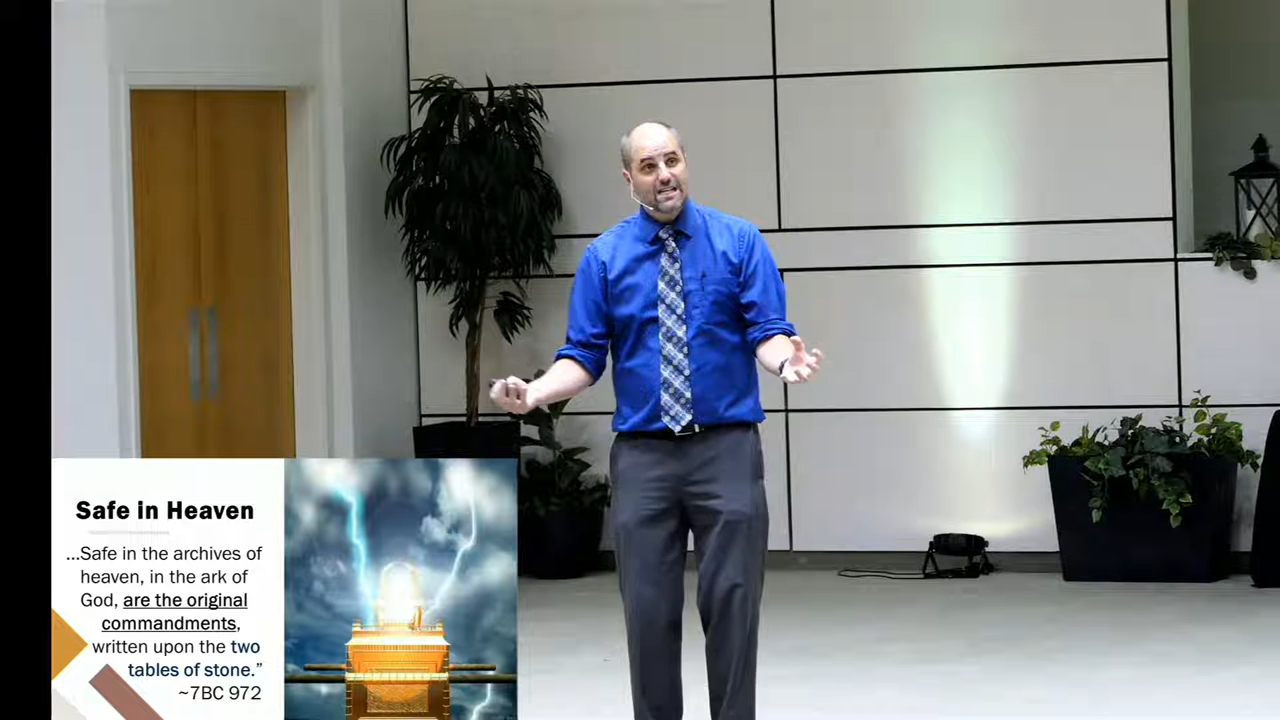 Safe in Heaven
...Safe in the archives of
heaven, in the ark of
God, are the original
commandments,
written upon the two
tables of stone.”
~7BC 972